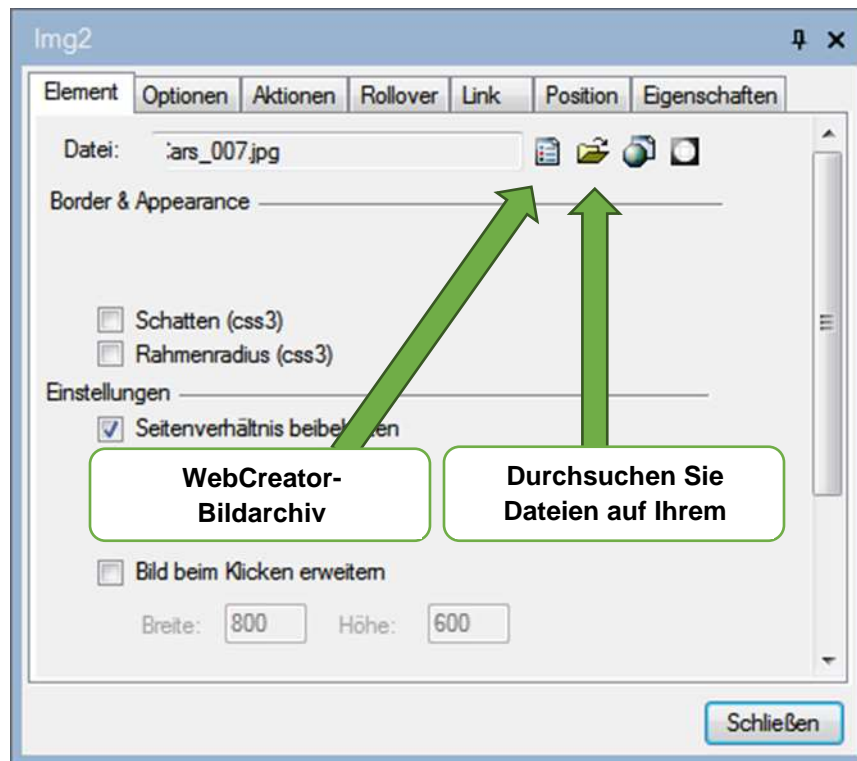 Img2
Element Optionen Aktionen Rollover Link Position Eigenschaften
Datei: :ars_007.jpg
Border & Appearance
Schatten (css3)
Rahmenradius (css3)
Einstellungen
Seitenverhältnis beibehalten
WebCreator-
Bildarchiv
Durchsuchen Sie
Dateien auf Ihrem
Bild beim Klicken erweitern
Breite: 800 Höhe: 600
Schließen